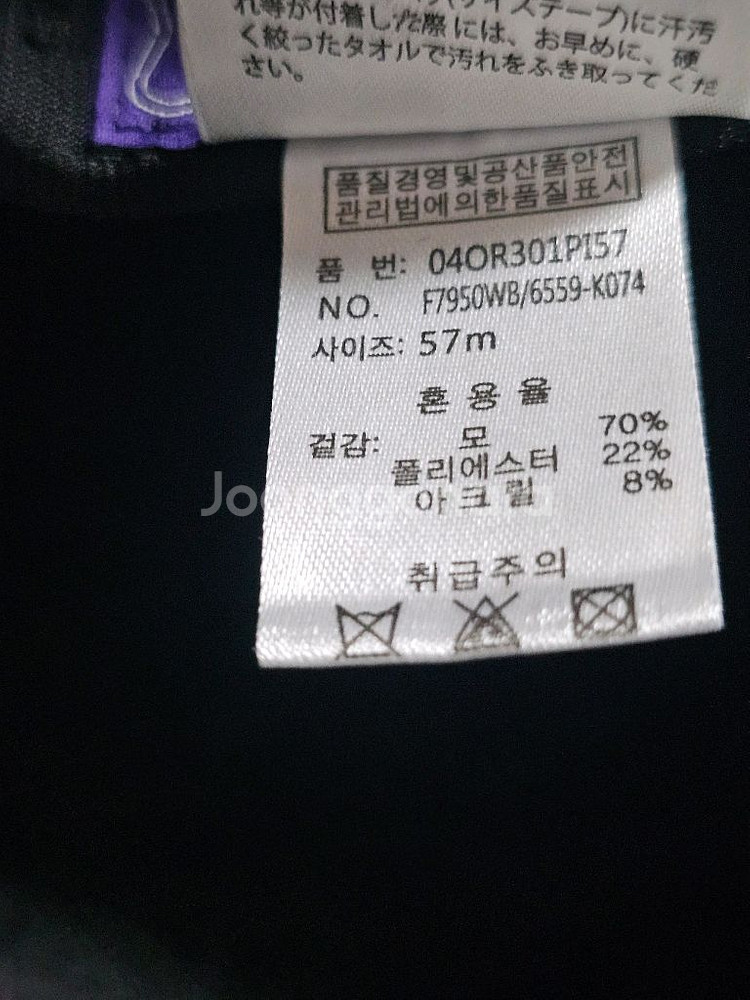 に汗汚
れ等が付着した際には、お早めに、硬
く絞ったタオルで汚れをふき取ってくだ
さい。
품질경영및공산품안전
관리법에의한품질표시
품 번: 04OR301PI57
NO. F7950WB/6559-K074
사이즈: 57m
혼용율
겉감: 모 70%
폴리에스터 22%
아크릴 8%
취급주의